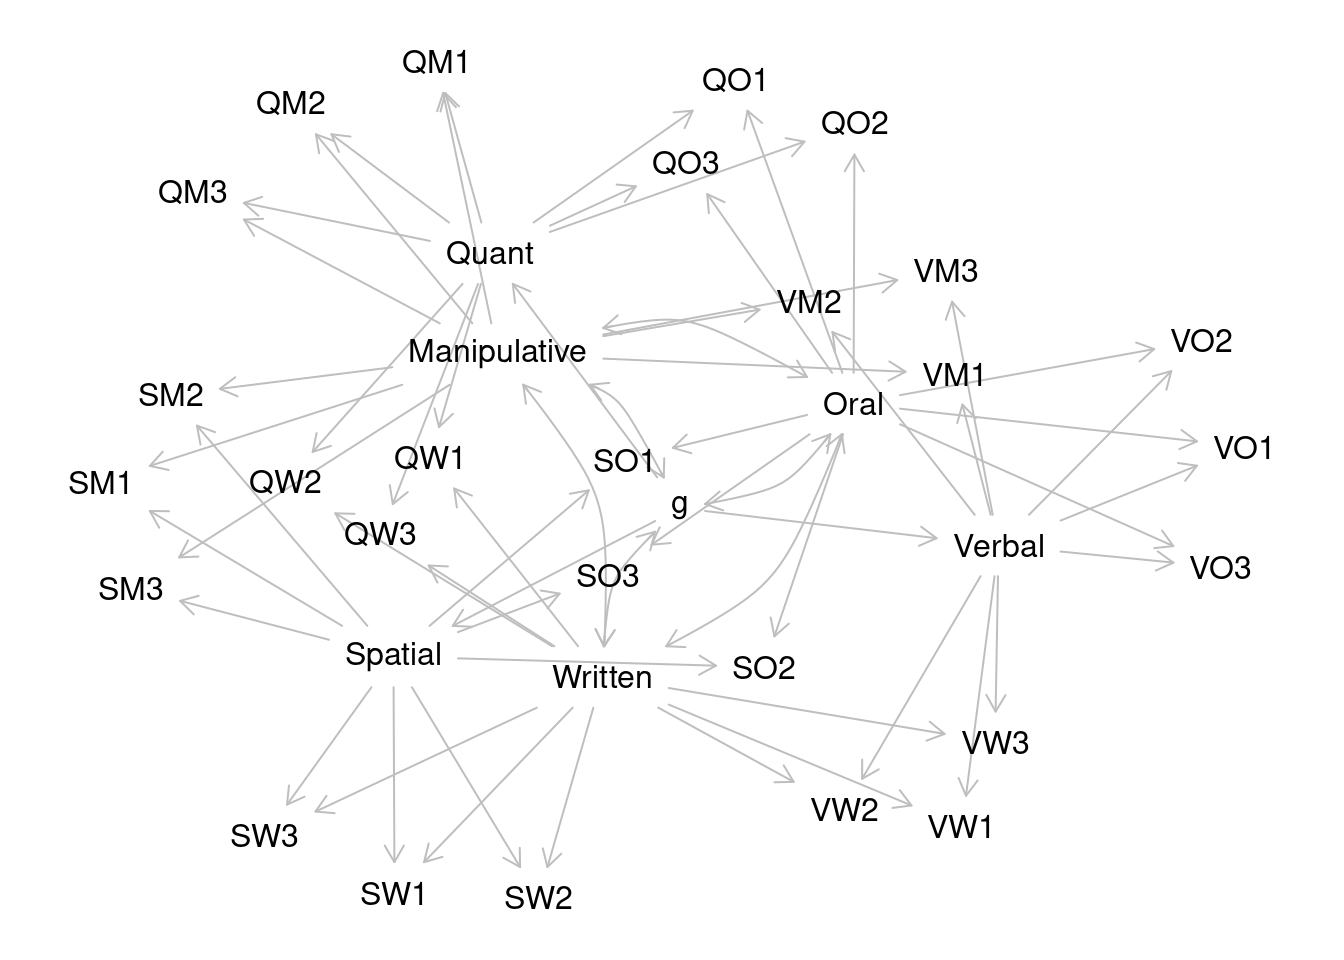 QM1
QO1
QM2
QO2
QO3
QM3
Quant
VM3
VM2
VO2
Manipulative
VM1
SM2
Oral
VO1
QW1
SO1
SM1
QW2
g
QW3
Verbal
VO3
SO3
SM3
Spatial
SO2
Written
VW3
VW2
VW1
SW3
SW1
SW2